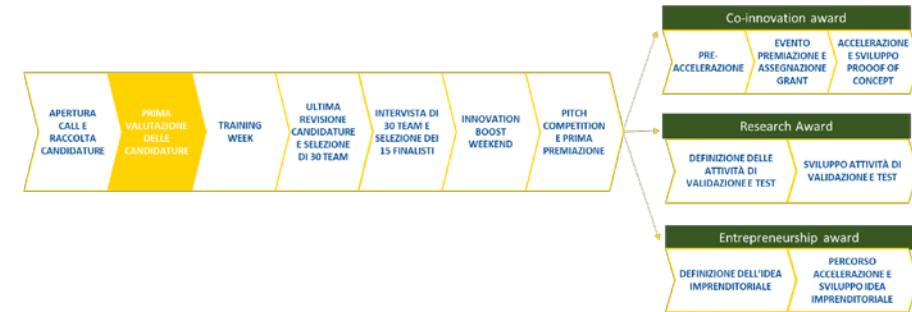 APERTURA
CALL E
RACCOLTA
CANDIDATURE
PRIMA
VALUTAZIONE
DELLE
CANDIDATURE
TRAINING
WEEK
ULTIMA
REVISIONE
CANDIDATURE
E SELEZIONE
DI 30 TEAM
INTERVISTA DI
30 TEAM E
SELEZIONE DEI
15 FINALISTI
INNOVATION
BOOST
WEEKEND
PITCH
COMPETITION
E PRIMA
PREMIAZIONE
Co-innovation award
PRE-
ACCELERAZIONE
EVENTO
PREMIAZIONE E
ASSEGNAZIONE
GRANT
ACCELERAZIONE
E SVILUPPO
PROOOF OF
CONCEPT
Research Award
DEFINIZIONE DELLE
ATTIVITÀ DI
VALIDAZIONE E TEST
SVILUPPO ATTIVITÀ DI
VALIDAZIONE E TEST
Entrepreneurship award
DEFINIZIONE DELL'IDEA
IMPRENDITORIALE
PERCORSO
ACCELERAZIONE E
SVILUPPO IDEA
IMPRENDITORIALE